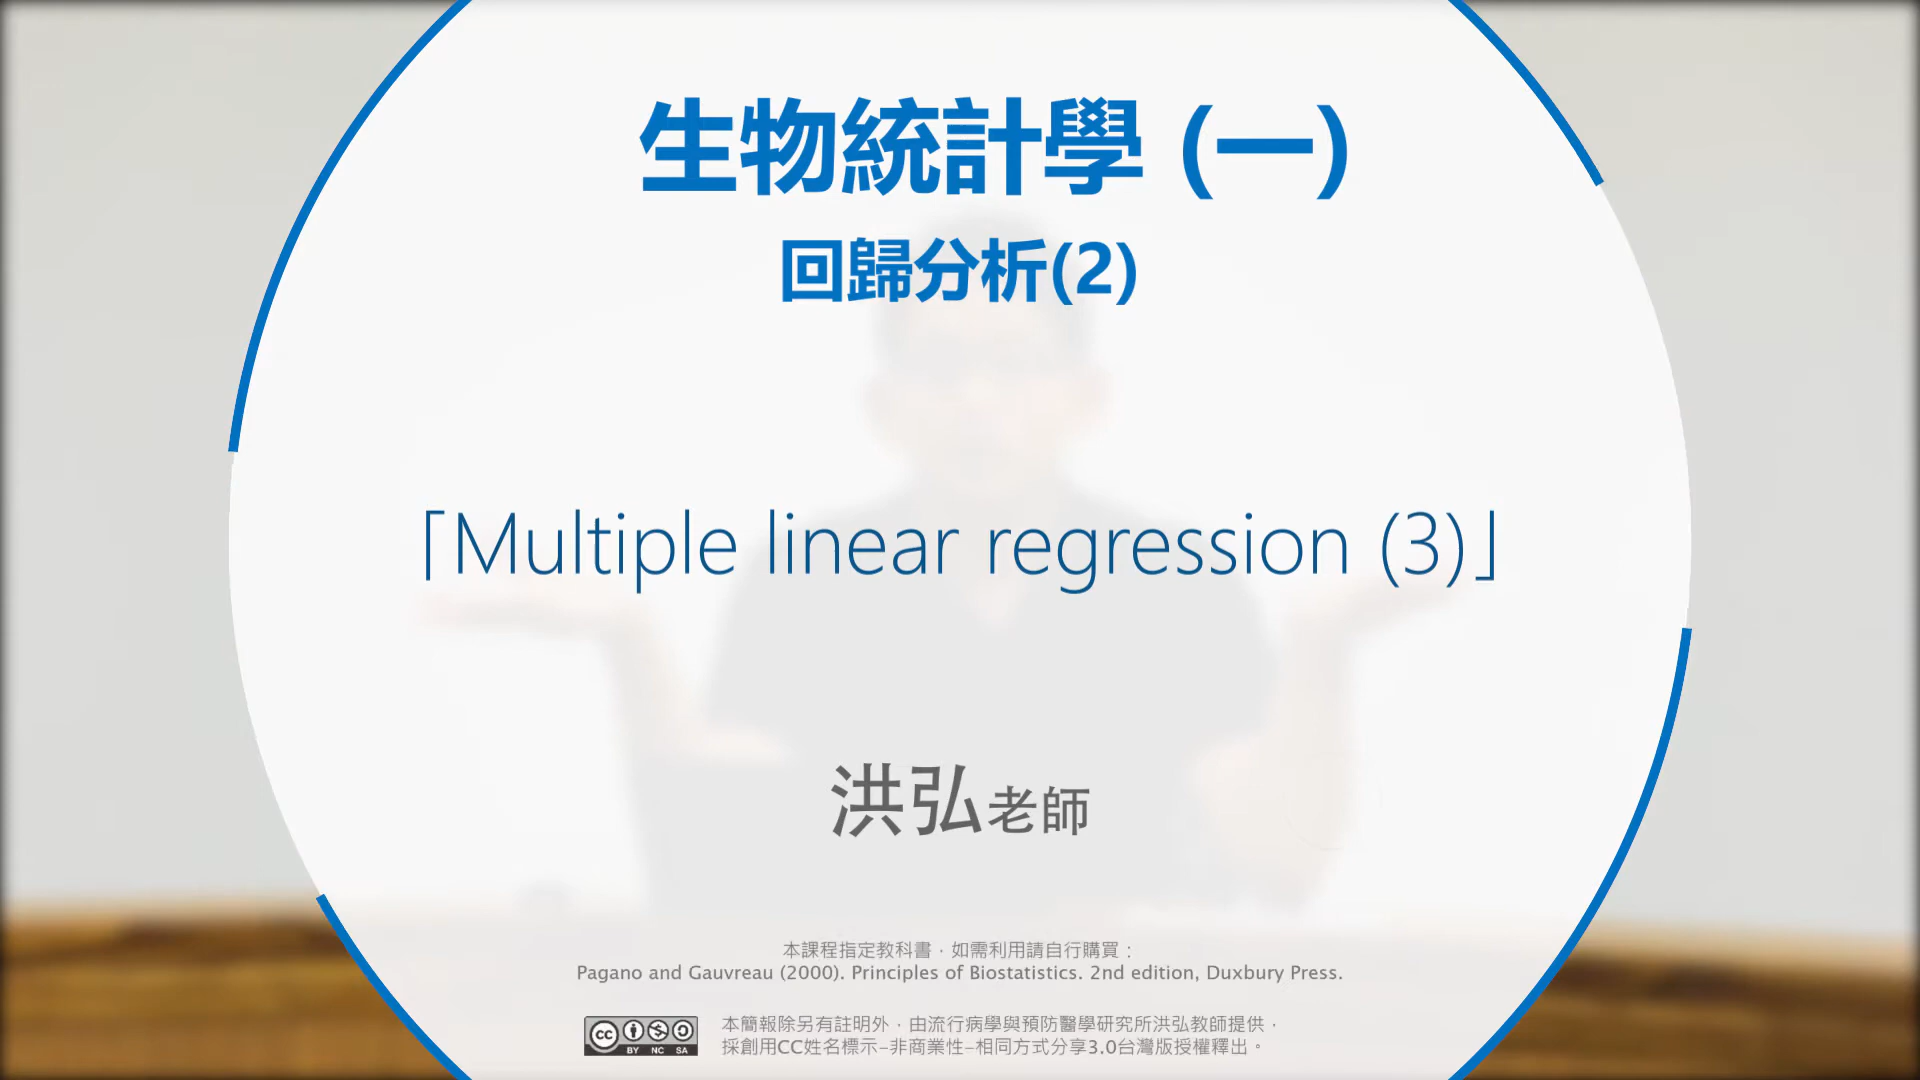 生物統計學 (一)
回歸分析(2)
「Multiple linear regression (3)」
洪弘老師
本課程指定教科書，如需利用請自行購買：
Pagano and Gauvreau (2000). Principles of Biostatistics. 2nd edition, Duxbury Press.
本簡報除另有註明外，由流行病學與預防醫學研究所洪弘教師提供，
採創用CC姓名標示–非商業性–相同方式分享3.0台灣版授權釋出。
cc BY NC SA